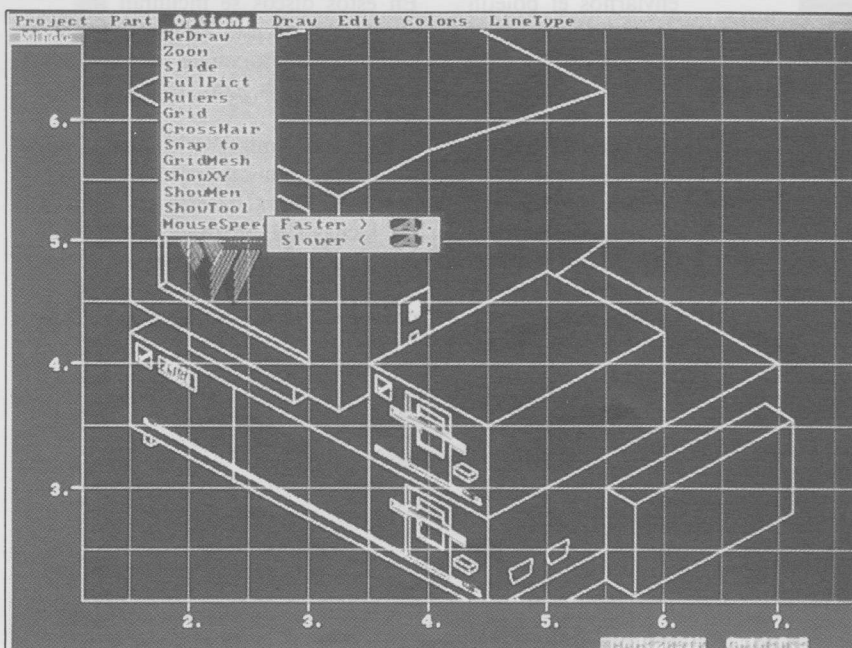 Project Part Options Draw Edit Colors LineType
Slide
ReDraw
Zoom
Slide
FullPict
Rulers
Grid
CrossHair
Snap to
GridMesh
ShowXY
ShowMem
ShowTool
MouseSpee
Faster > A.
Slower < A,
6.
5.
4.
3.
2. 3. 4. 5. 6. 7.